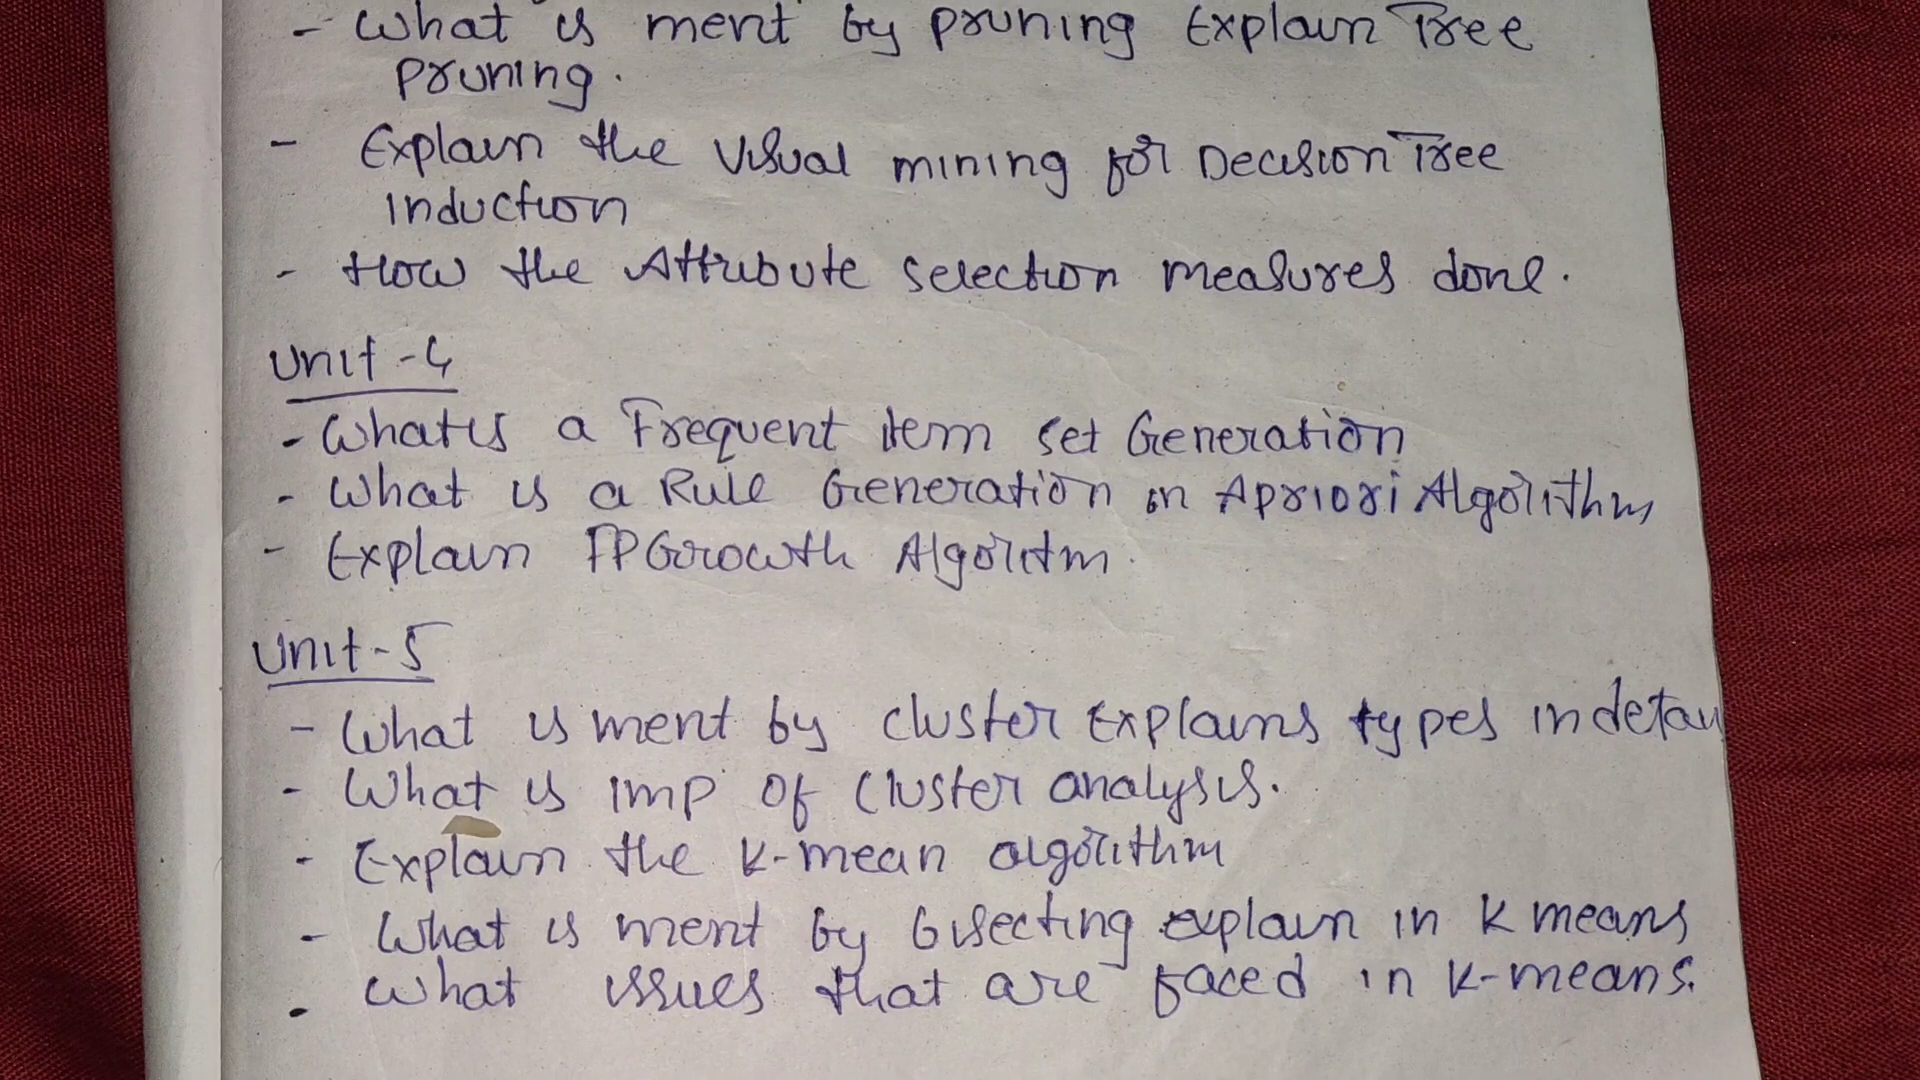 - What is ment by pruning Explain Tree
pruning.
- Explain the Visual mining for Decision Tree
induction
- How the Attribute selection measures done.
Unit-4
- What is a Frequent item set Generation
- What is a Rule Generation in Apriori Algorithm
- Explain FPGrowth Algoritm.
Unit-5
- What is ment by cluster Explains types in detail
- What is imp of cluster analysis.
- Explain the K-mean algorithm
- What is ment by bisecting explain in K means
- What issues that are faced in K-means.